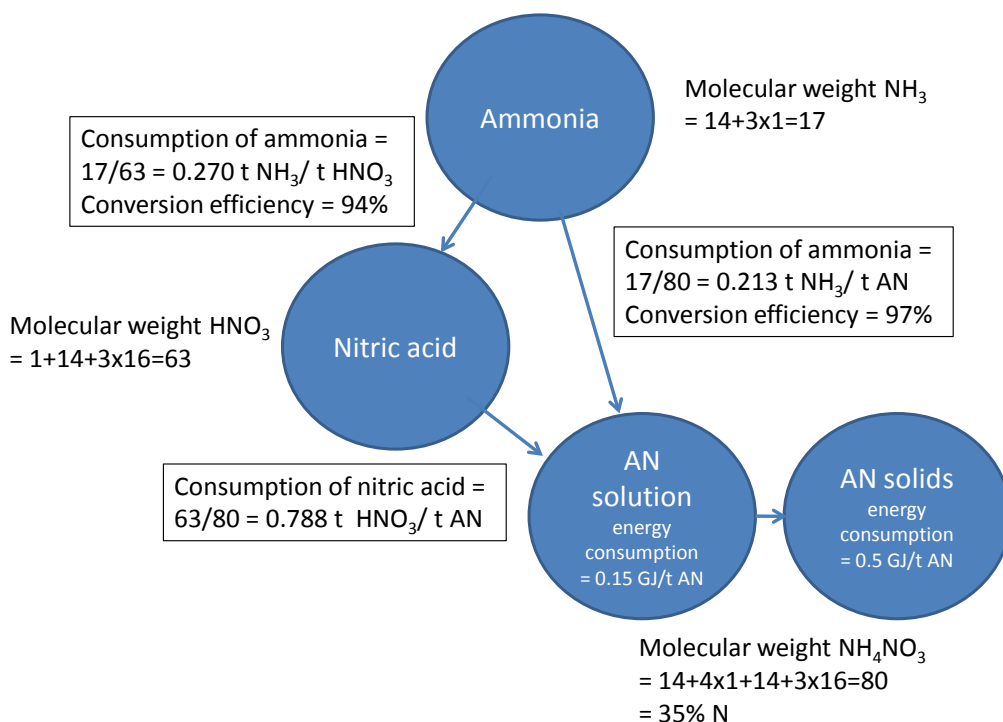 Ammonia
Molecular weight NH₃
= 14+3x1=17
Consumption of ammonia =
17/63 = 0.270 t NH₃/ t HNO₃
Conversion efficiency = 94%
Consumption of ammonia =
17/80 = 0.213 t NH₃/ t AN
Conversion efficiency = 97%
Molecular weight HNO₃
= 1+14+3x16=63
Nitric acid
Consumption of nitric acid =
63/80 = 0.788 t HNO₃/ t AN
AN
solution
energy
consumption
= 0.15 GJ/t AN
AN solids
energy
consumption
= 0.5 GJ/t AN
Molecular weight NH₄NO₃
= 14+4x1+14+3x16=80
= 35% N